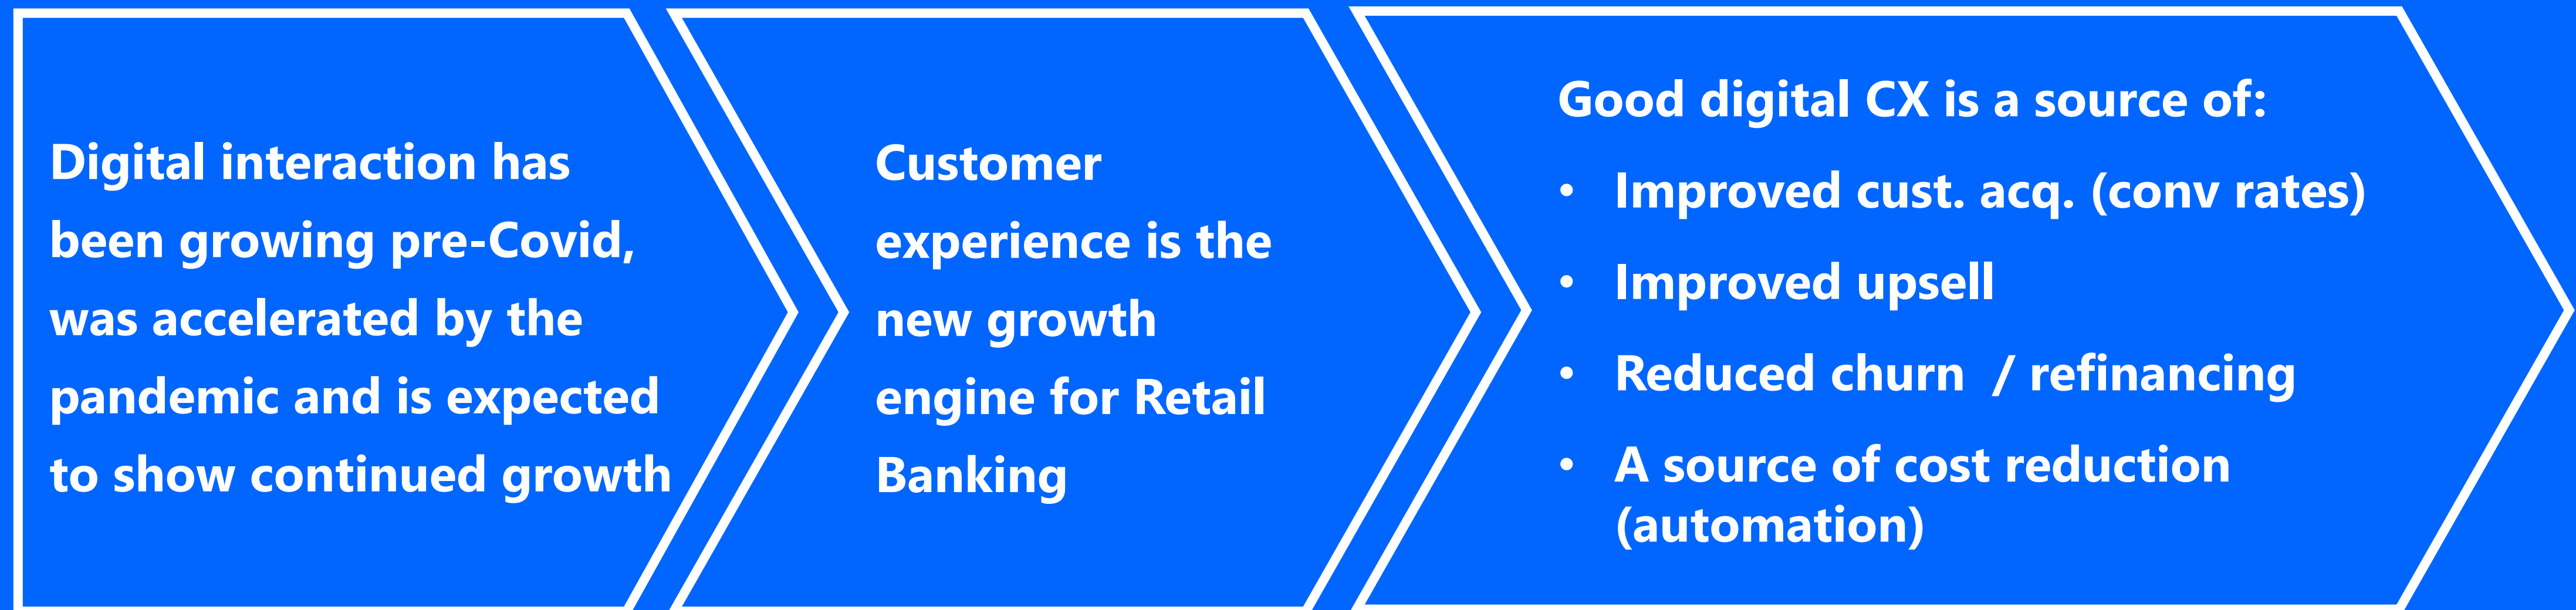 Digital interaction has
been growing pre-Covid,
was accelerated by the
pandemic and is expected
to show continued growth
Customer
experience is the
new growth
engine for Retail
Banking
Good digital CX is a source of:
• Improved cust. acq. (conv rates)
• Improved upsell
• Reduced churn  / refinancing
• A source of cost reduction
(automation)